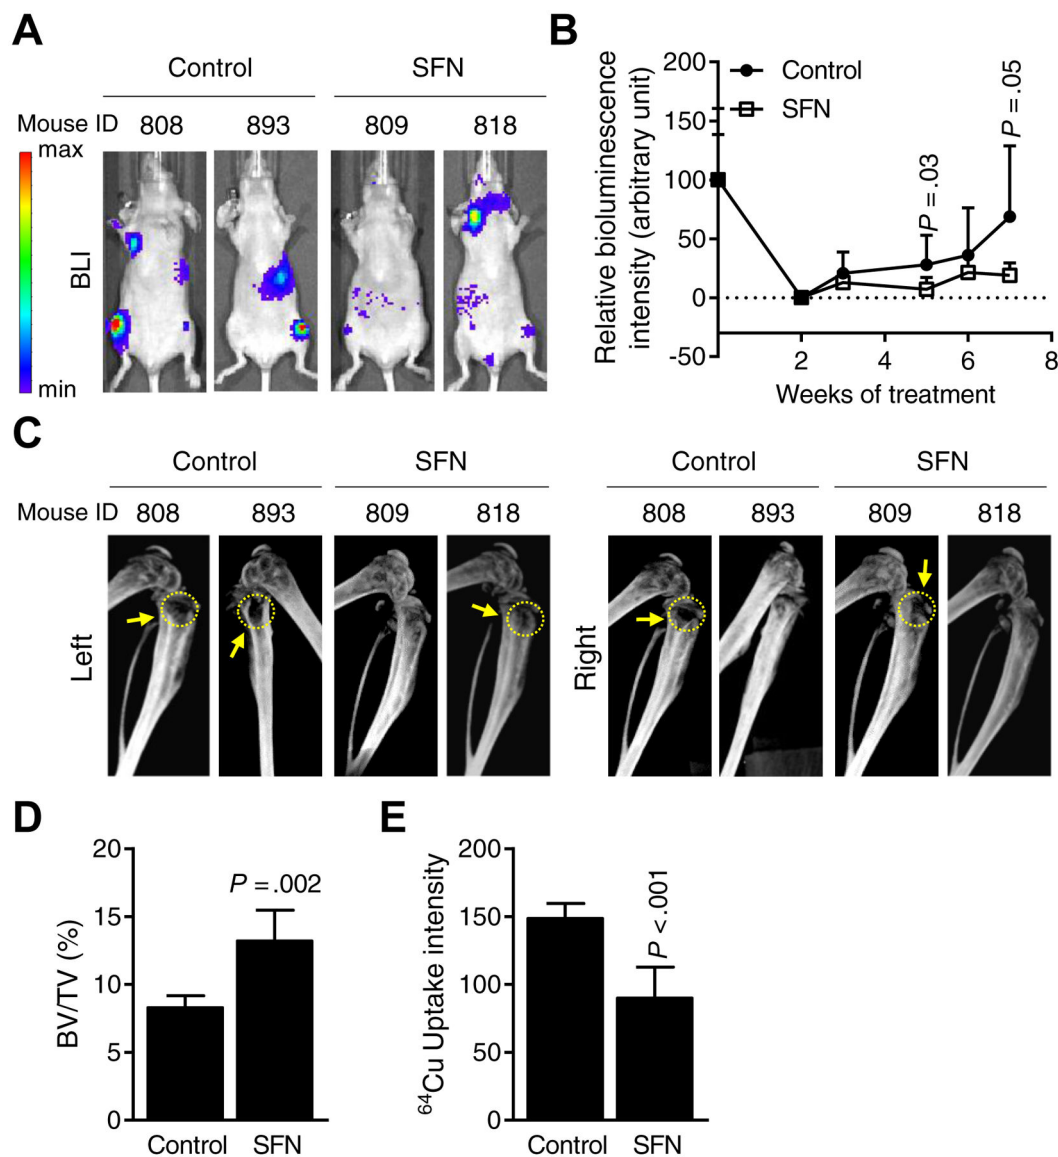 A
Control
SFN
Mouse ID
808
893
809
818
max
BLI
min
B
Relative bioluminescence
intensity (arbitrary unit)
200
150
100
50
0
-50
Control
SFN
P = .03
P = .05
2
4
6
8
Weeks of treatment
C
Control
SFN
Control
SFN
Mouse ID
808
893
809
818
808
893
809
818
Left
Right
D
BV/TV (%)
20
15
10
5
0
P = .002
Control
SFN
E
64Cu Uptake intensity
200
150
100
50
0
P < .001
Control
SFN